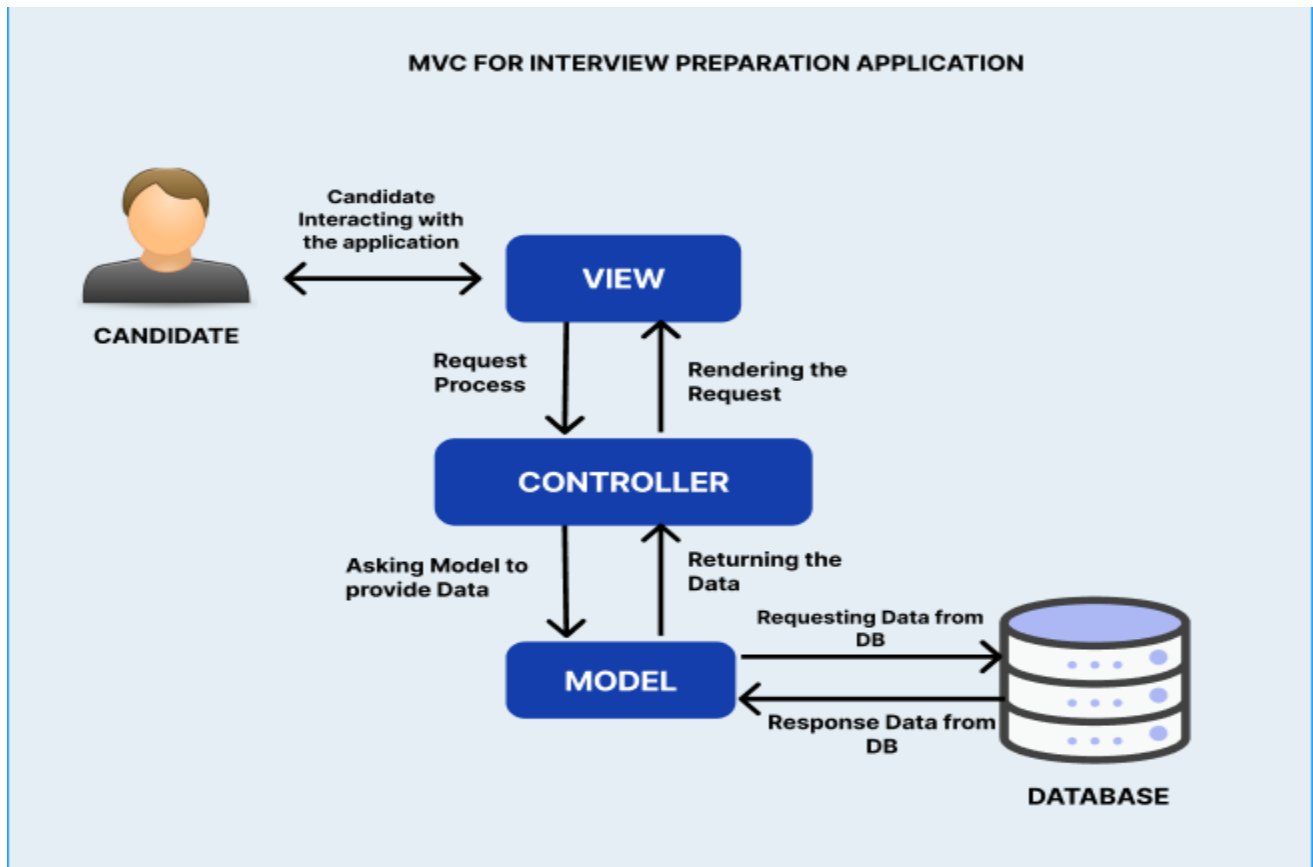 MVC FOR INTERVIEW PREPARATION APPLICATION
Candidate
Interacting with
the application
CANDIDATE
VIEW
Request
Process
Rendering the
Request
CONTROLLER
Asking Model to
provide Data
Returning the
Data
Requesting Data from
DB
MODEL
Response Data from
DB
DATABASE